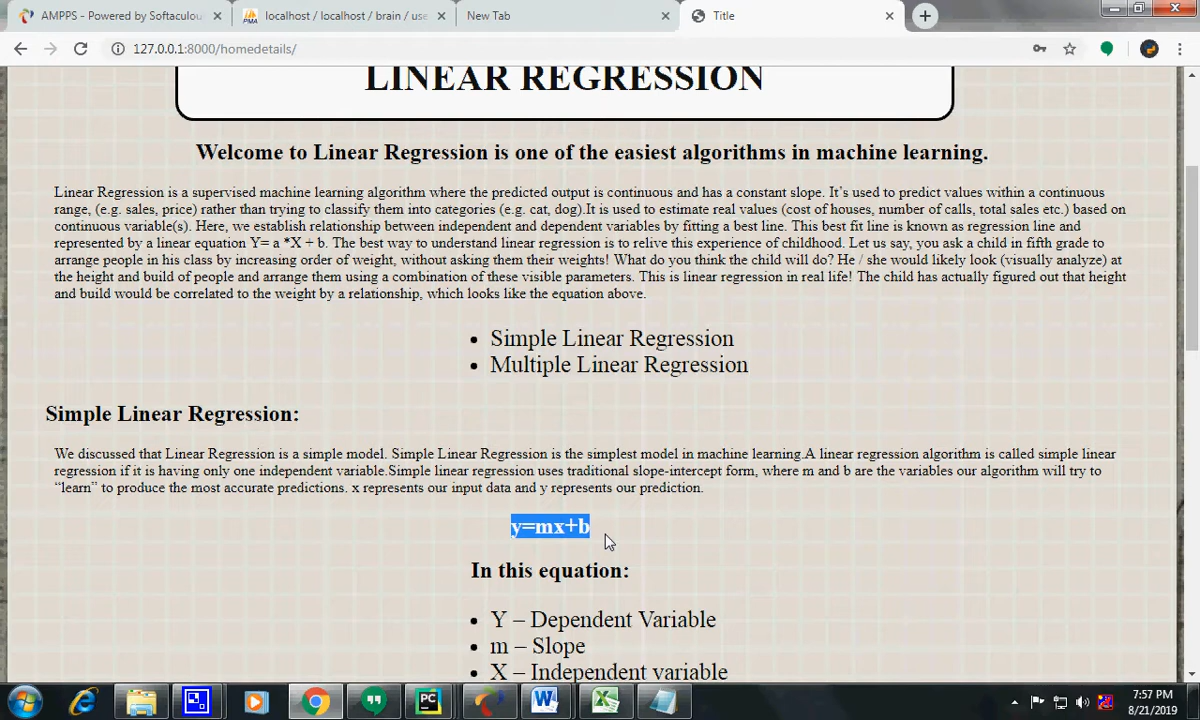 AMPPS - Powered by Softaculous
localhost / localhost / brain / use
New Tab
Title
127.0.0.1:8000/homedetails/
LINEAR REGRESSION
Welcome to Linear Regression is one of the easiest algorithms in machine learning.
Linear Regression is a supervised machine learning algorithm where the predicted output is continuous and has a constant slope. It’s used to predict values within a continuous
range, (e.g. sales, price) rather than trying to classify them into categories (e.g. cat, dog).It is used to estimate real values (cost of houses, number of calls, total sales etc.) based on
continuous variable(s). Here, we establish relationship between independent and dependent variables by fitting a best line. This best fit line is known as regression line and
represented by a linear equation Y= a *X + b. The best way to understand linear regression is to relive this experience of childhood. Let us say, you ask a child in fifth grade to
arrange people in his class by increasing order of weight, without asking them their weights! What do you think the child will do? He / she would likely look (visually analyze) at
the height and build of people and arrange them using a combination of these visible parameters. This is linear regression in real life! The child has actually figured out that height
and build would be correlated to the weight by a relationship, which looks like the equation above.
• Simple Linear Regression
• Multiple Linear Regression
Simple Linear Regression:
We discussed that Linear Regression is a simple model. Simple Linear Regression is the simplest model in machine learning.A linear regression algorithm is called simple linear
regression if it is having only one independent variable.Simple linear regression uses traditional slope-intercept form, where m and b are the variables our algorithm will try to
“learn” to produce the most accurate predictions. x represents our input data and y represents our prediction.
y=mx+b
In this equation:
• Y – Dependent Variable
• m – Slope
• X – Independent variable
7:57 PM
8/21/2019